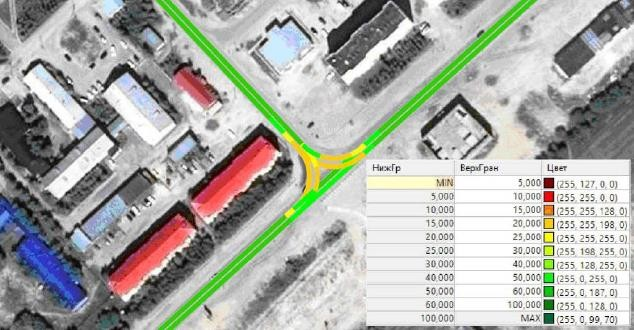 НижГр ВерхГран Цвет
MIN 5,000 (255, 127, 0, 0)
5,000 10,000 (255, 255, 0, 0)
10,000 15,000 (255, 255, 128, 0)
15,000 20,000 (255, 255, 198, 0)
20,000 25,000 (255, 255, 255, 0)
25,000 30,000 (255, 198, 255, 0)
30,000 40,000 (255, 128, 255, 0)
40,000 50,000 (255, 0, 255, 0)
50,000 60,000 (255, 0, 187, 0)
60,000 100,000 (255, 0, 128, 0)
100,000 MAX (255, 0, 99, 70)